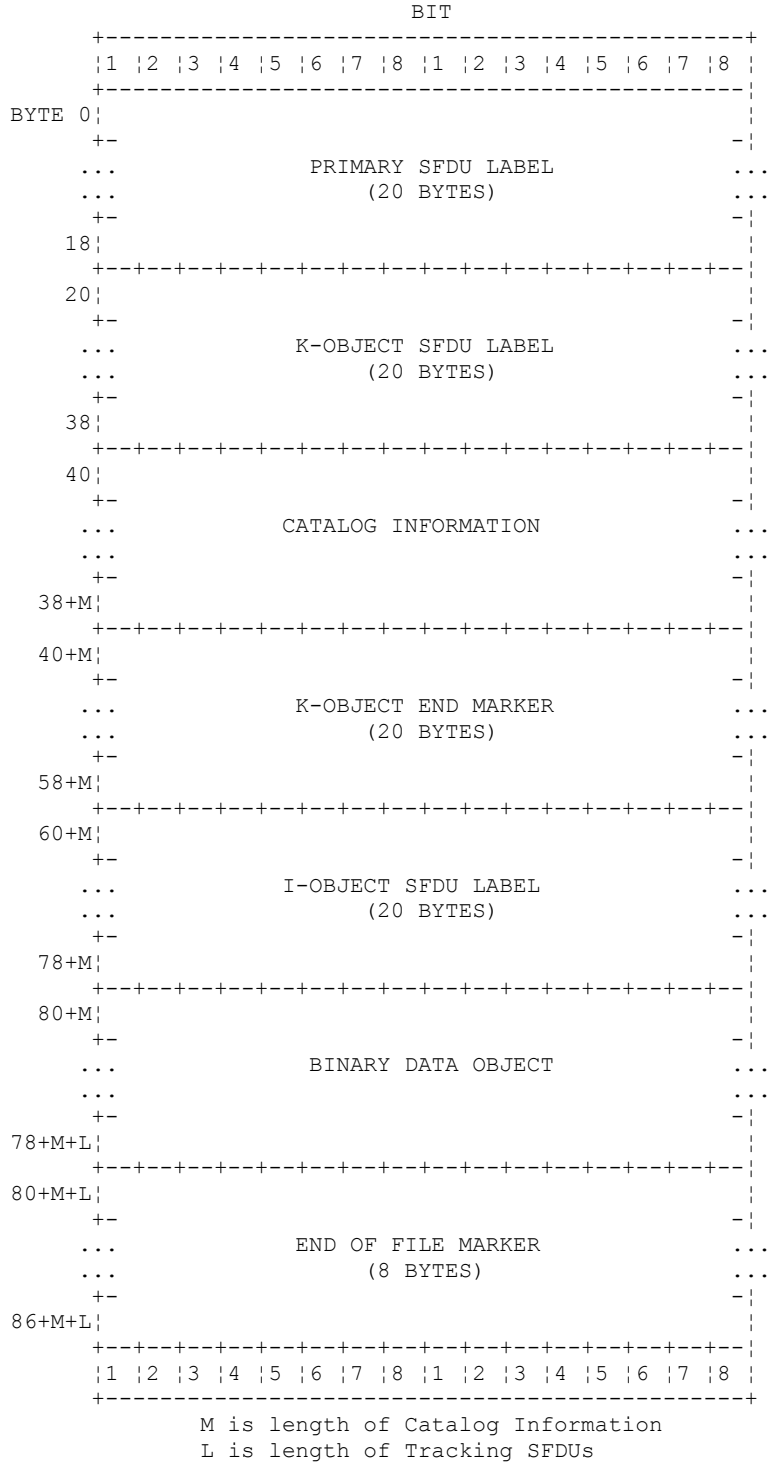 BIT
+-----------------------------------------------+
¦1 ¦2 ¦3 ¦4 ¦5 ¦6 ¦7 ¦8 ¦1 ¦2 ¦3 ¦4 ¦5 ¦6 ¦7 ¦8 ¦
+-----------------------------------------------¦
BYTE 0¦ ¦
+- -¦
... PRIMARY SFDU LABEL ...
... (20 BYTES) ...
+- -¦
18¦ ¦
+--+--+--+--+--+--+--+--+--+--+--+--+--+--+--+--¦
20¦ ¦
+- -¦
... K-OBJECT SFDU LABEL ...
... (20 BYTES) ...
+- -¦
38¦ ¦
+--+--+--+--+--+--+--+--+--+--+--+--+--+--+--+--¦
40¦ ¦
+- -¦
... CATALOG INFORMATION ...
... ...
+- -¦
38+M¦ ¦
+--+--+--+--+--+--+--+--+--+--+--+--+--+--+--+--¦
40+M¦ ¦
+- -¦
... K-OBJECT END MARKER ...
... (20 BYTES) ...
+- -¦
58+M¦ ¦
+--+--+--+--+--+--+--+--+--+--+--+--+--+--+--+--¦
60+M¦ ¦
+- -¦
... I-OBJECT SFDU LABEL ...
... (20 BYTES) ...
+- -¦
78+M¦ ¦
+--+--+--+--+--+--+--+--+--+--+--+--+--+--+--+--¦
80+M¦ ¦
+- -¦
... BINARY DATA OBJECT ...
... ...
+- -¦
78+M+L¦ ¦
+--+--+--+--+--+--+--+--+--+--+--+--+--+--+--+--¦
80+M+L¦ ¦
+- -¦
... END OF FILE MARKER ...
... (8 BYTES) ...
+- -¦
86+M+L¦ ¦
+--+--+--+--+--+--+--+--+--+--+--+--+--+--+--+--¦
¦1 ¦2 ¦3 ¦4 ¦5 ¦6 ¦7 ¦8 ¦1 ¦2 ¦3 ¦4 ¦5 ¦6 ¦7 ¦8 ¦
+-----------------------------------------------+
M is length of Catalog Information
L is length of Tracking SFDUs